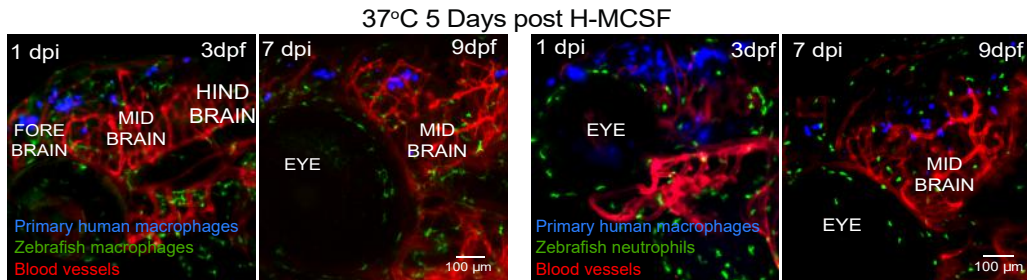 37°C 5 Days post H-MCSF
1 dpi 3dpf
HIND
BRAIN
MID
BRAIN
FORE
BRAIN
Primary human macrophages
Zebrafish macrophages
Blood vessels
7 dpi 9dpf
MID
BRAIN
EYE
100 µm
1 dpi 3dpf
EYE
Primary human macrophages
Zebrafish neutrophils
Blood vessels
7 dpi 9dpf
MID
BRAIN
EYE
100 µm